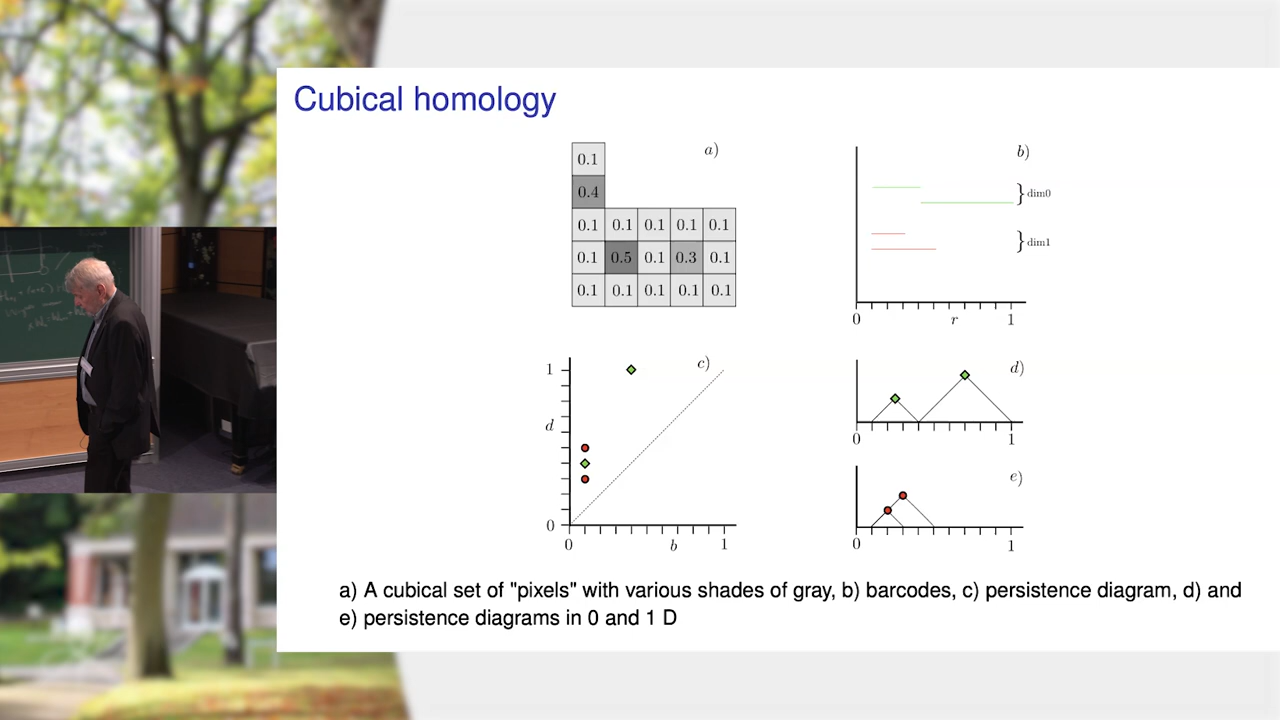 Cubical homology
a)
0.1
0.4
0.1 0.1 0.1 0.1 0.1
0.1 0.5 0.1 0.3 0.1
0.1 0.1 0.1 0.1 0.1
b)
} dim0
} dim1
0 r 1
c)
1
d
0
0 b 1
d)
0 1
e)
0 1
a) A cubical set of "pixels" with various shades of gray, b) barcodes, c) persistence diagram, d) and
e) persistence diagrams in 0 and 1 D